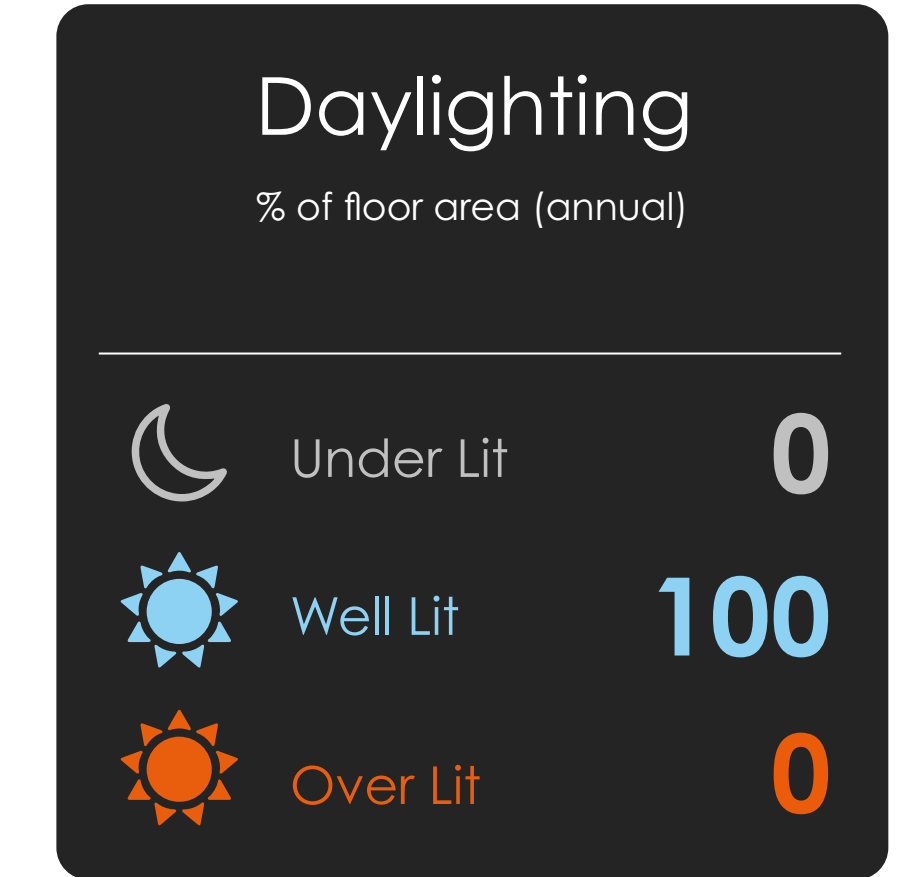 Daylighting
% of floor area (annual)
Under Lit 0
Well Lit 100
Over Lit 0